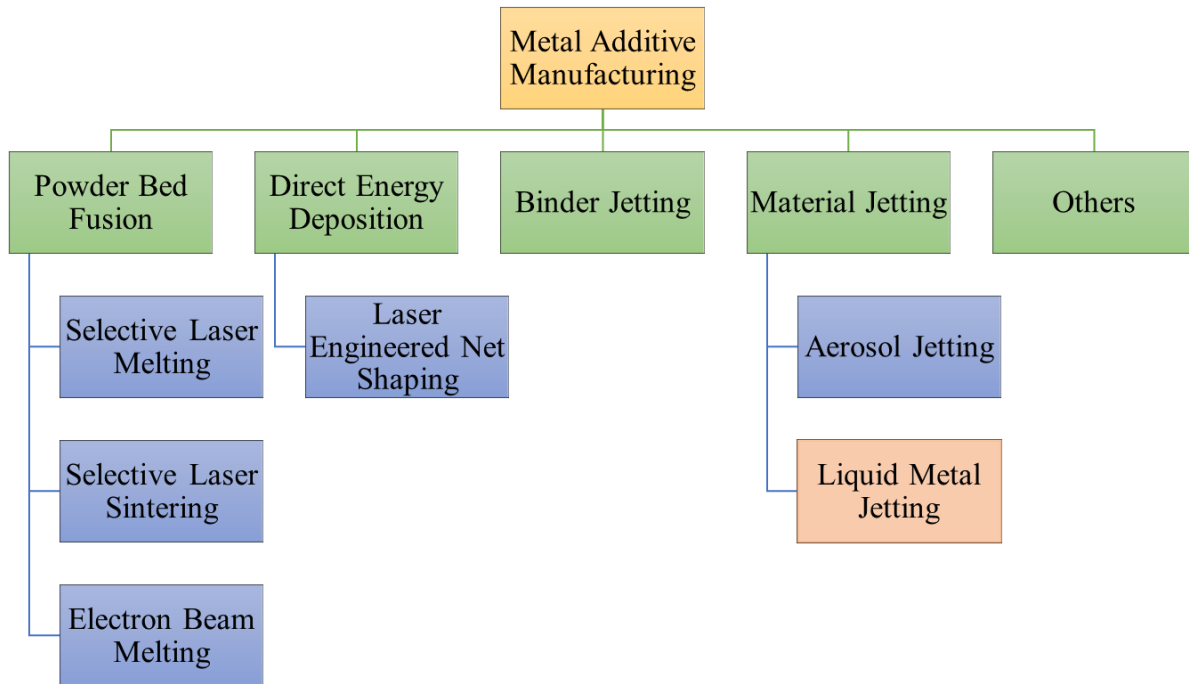 Metal Additive
Manufacturing
Powder Bed
Fusion
Direct Energy
Deposition
Binder Jetting
Material Jetting
Others
Selective Laser
Melting
Selective Laser
Sintering
Electron Beam
Melting
Laser
Engineered Net
Shaping
Aerosol Jetting
Liquid Metal
Jetting